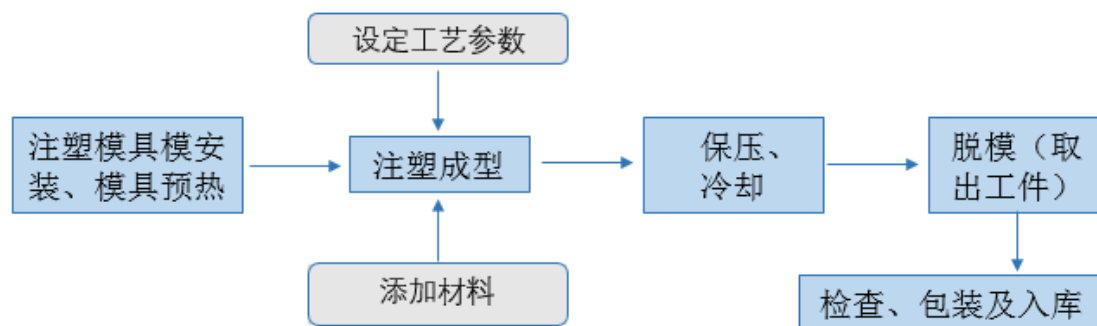 设定工艺参数
注塑模具模安
装、模具预热
注塑成型
保压、
冷却
脱模（取
出工件）
添加材料
检查、包装及入库